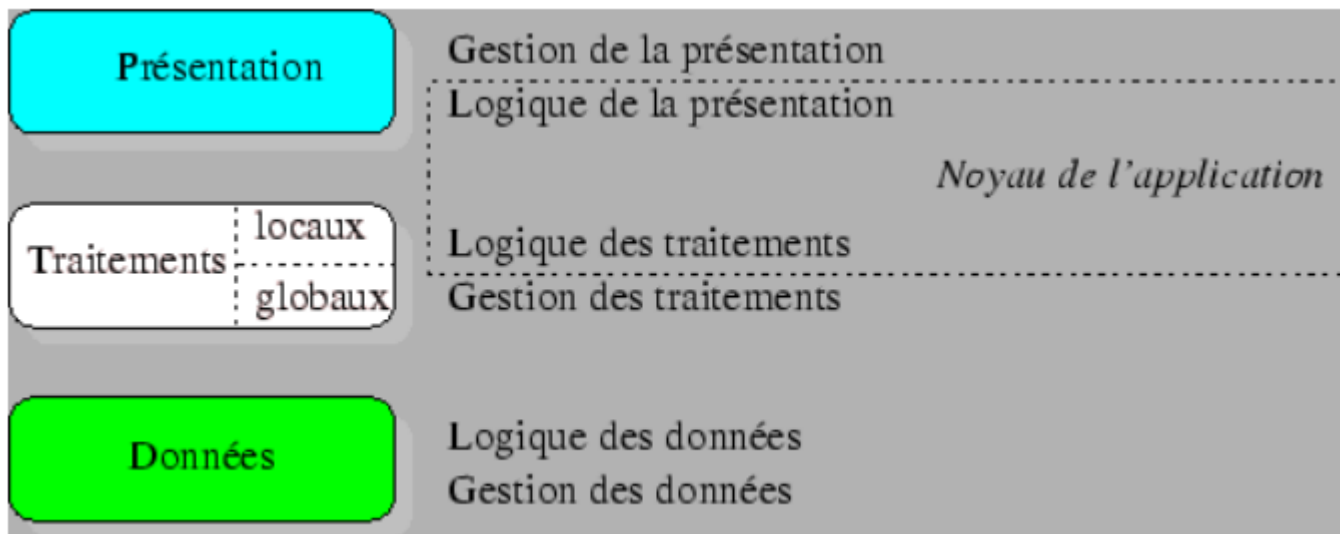 Présentation
Gestion de la présentation
Logique de la présentation
Noyau de l'application
Traitements
locaux
globaux
Logique des traitements
Gestion des traitements
Données
Logique des données
Gestion des données